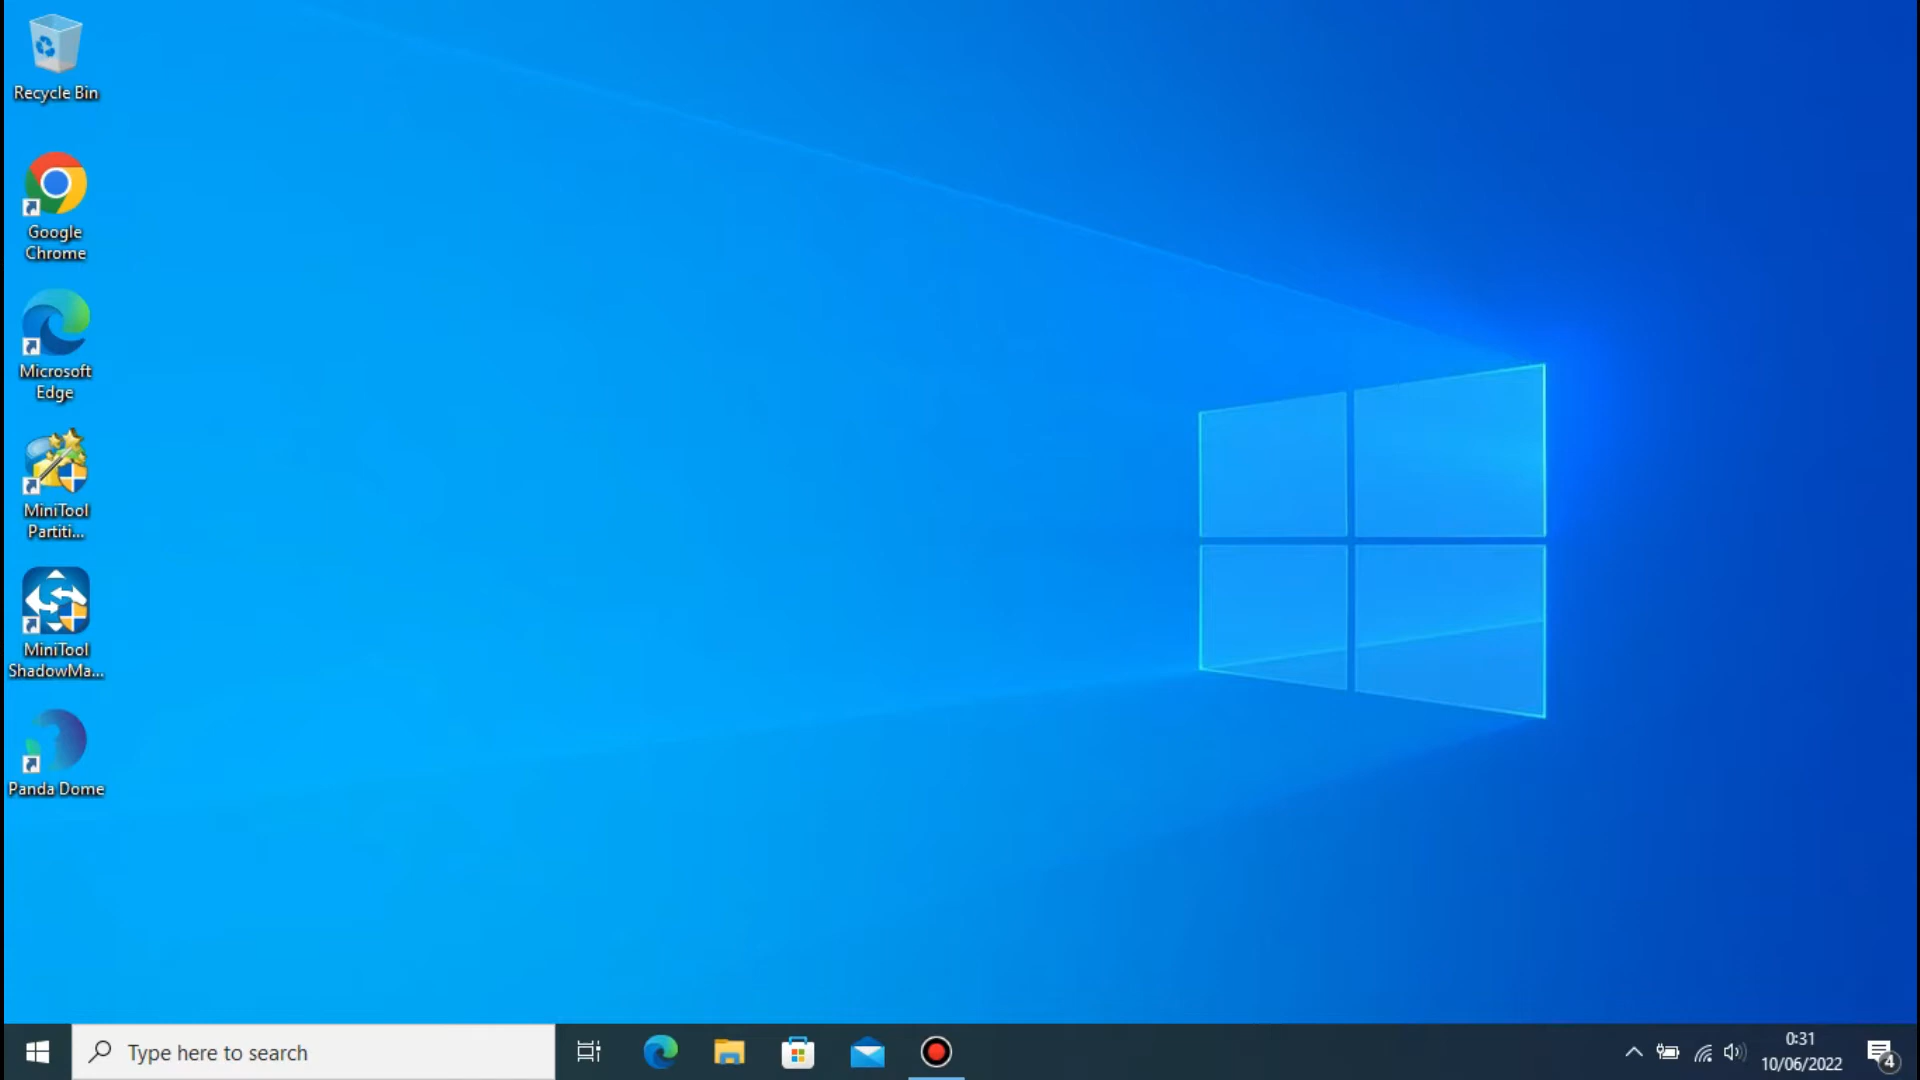 Recycle Bin
Google
Chrome
Microsoft
Edge
MiniTool
Partiti...
MiniTool
ShadowMa...
Panda Dome
Type here to search
0:31
10/06/2022
4